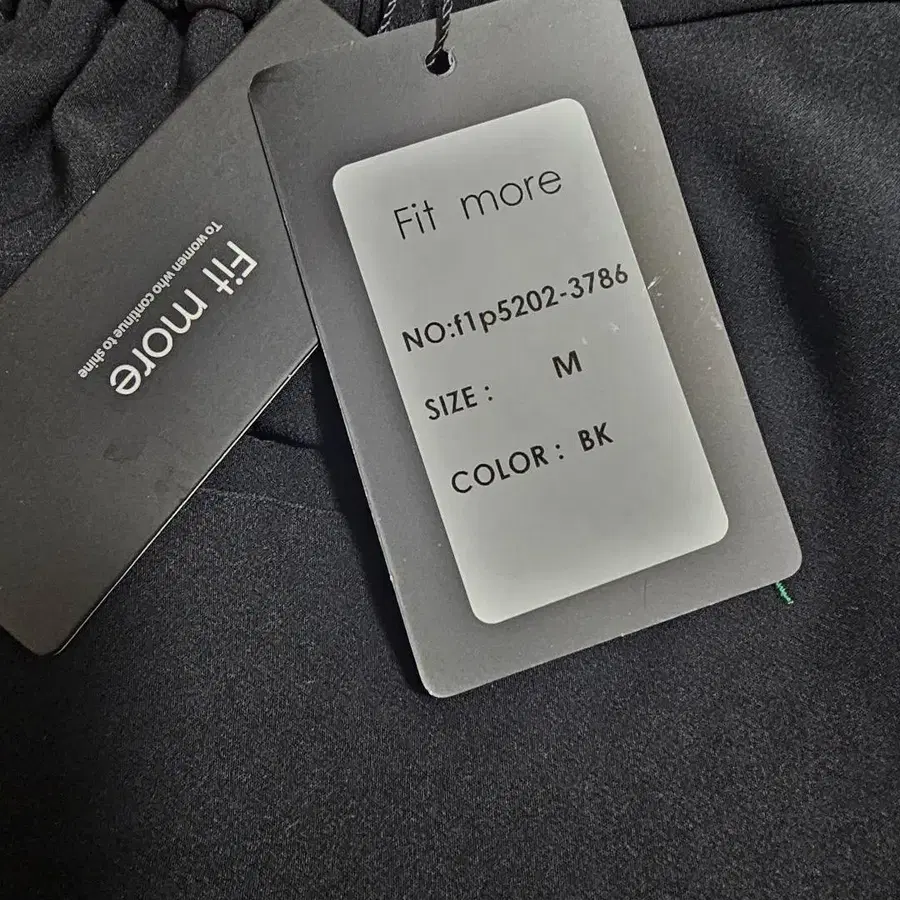 Fit more
To women who continue to shine
Fit more
NO:f1p5202-3786
SIZE : M
COLOR : BK